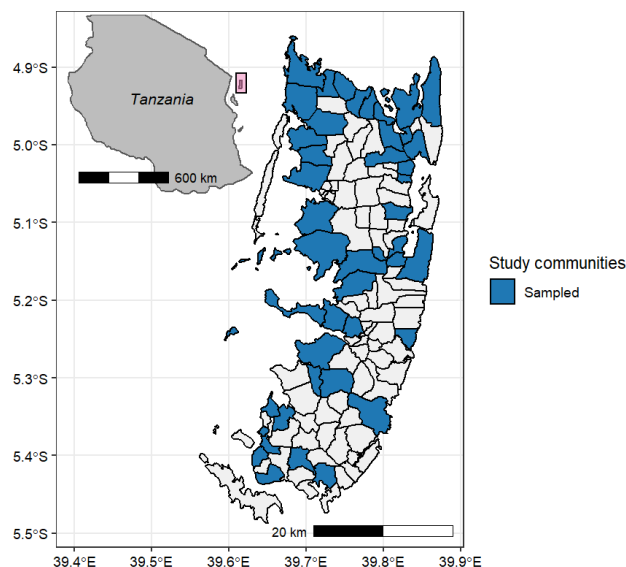 4.9°S
5.0°S
5.1°S
5.2°S
5.3°S
5.4°S
5.5°S
Tanzania
600 km
20 km
39.4°E
39.5°E
39.6°E
39.7°E
39.8°E
39.9°E
Study communities
Sampled